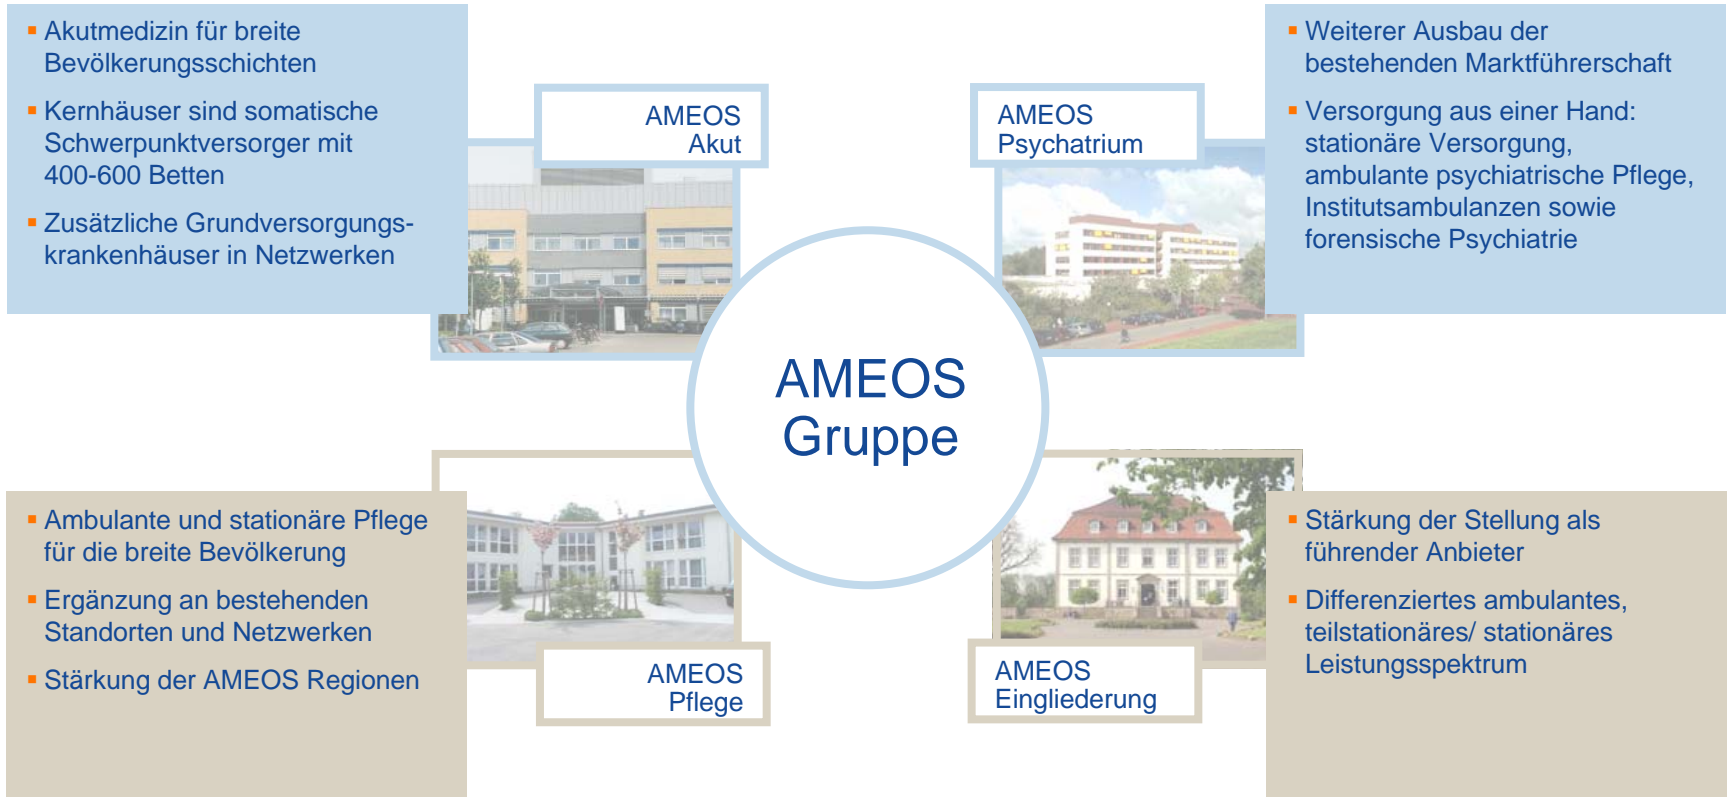 Akutmedizin für breite
Bevölkerungsschichten
Kernhäuser sind somatische
Schwerpunktversorger mit
400-600 Betten
Zusätzliche Grundversorgungs-
krankenhäuser in Netzwerken
AMEOS
Akut
AMEOS
Psychatrium
Weiterer Ausbau der
bestehenden Marktführerschaft
Versorgung aus einer Hand:
stationäre Versorgung,
ambulante psychiatrische Pflege,
Institutsambulanzen sowie
forensische Psychiatrie
AMEOS
Gruppe
Ambulante und stationäre Pflege
für die breite Bevölkerung
Ergänzung an bestehenden
Standorten und Netzwerken
Stärkung der AMEOS Regionen
AMEOS
Pflege
AMEOS
Eingliederung
Stärkung der Stellung als
führender Anbieter
Differenziertes ambulantes,
teilstationäres/ stationäres
Leistungsspektrum